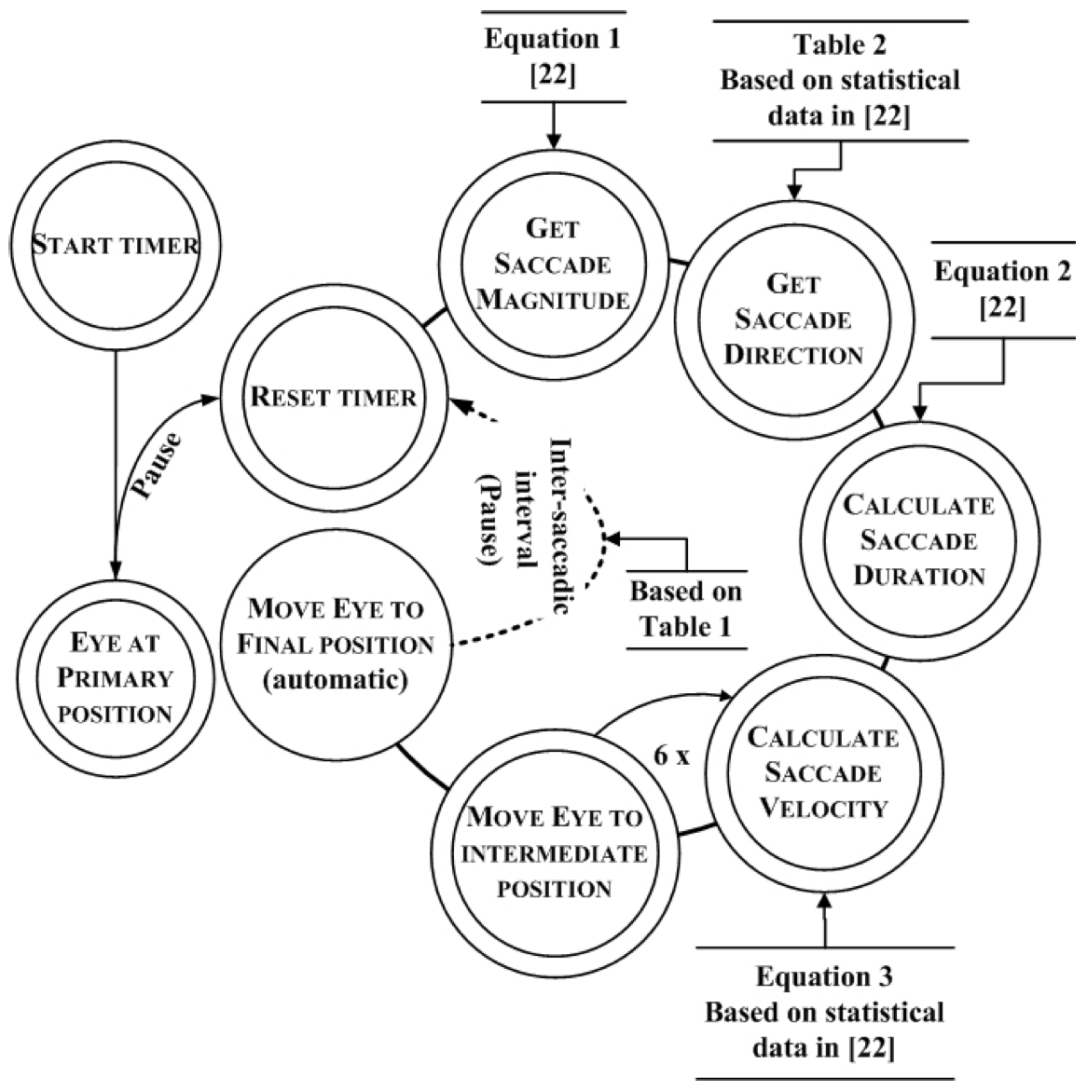 Equation 1
[22]
Table 2
Based on statistical
data in [22]
START TIMER
GET
SACCADE
MAGNITUDE
GET
SACCADE
DIRECTION
Equation 2
[22]
RESET TIMER
Pause
Inter-saccadic
interval
(Pause)
CALCULATE
SACCADE
DURATION
Based on
Table 1
MOVE EYE TO
FINAL POSITION
(automatic)
EYE AT
PRIMARY
POSITION
6 x
CALCULATE
SACCADE
VELOCITY
MOVE EYE TO
INTERMEDIATE
POSITION
Equation 3
Based on statistical
data in [22]